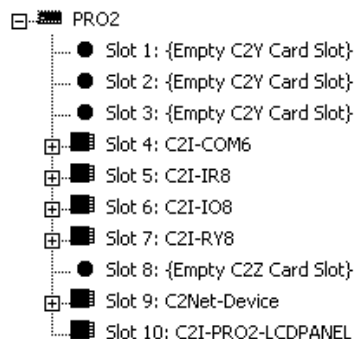 PRO2
Slot 1: {Empty C2Y Card Slot}
Slot 2: {Empty C2Y Card Slot}
Slot 3: {Empty C2Y Card Slot}
Slot 4: C2I-COM6
Slot 5: C2I-IR8
Slot 6: C2I-IO8
Slot 7: C2I-RY8
Slot 8: {Empty C2Z Card Slot}
Slot 9: C2Net-Device
Slot 10: C2I-PRO2-LCDPANEL